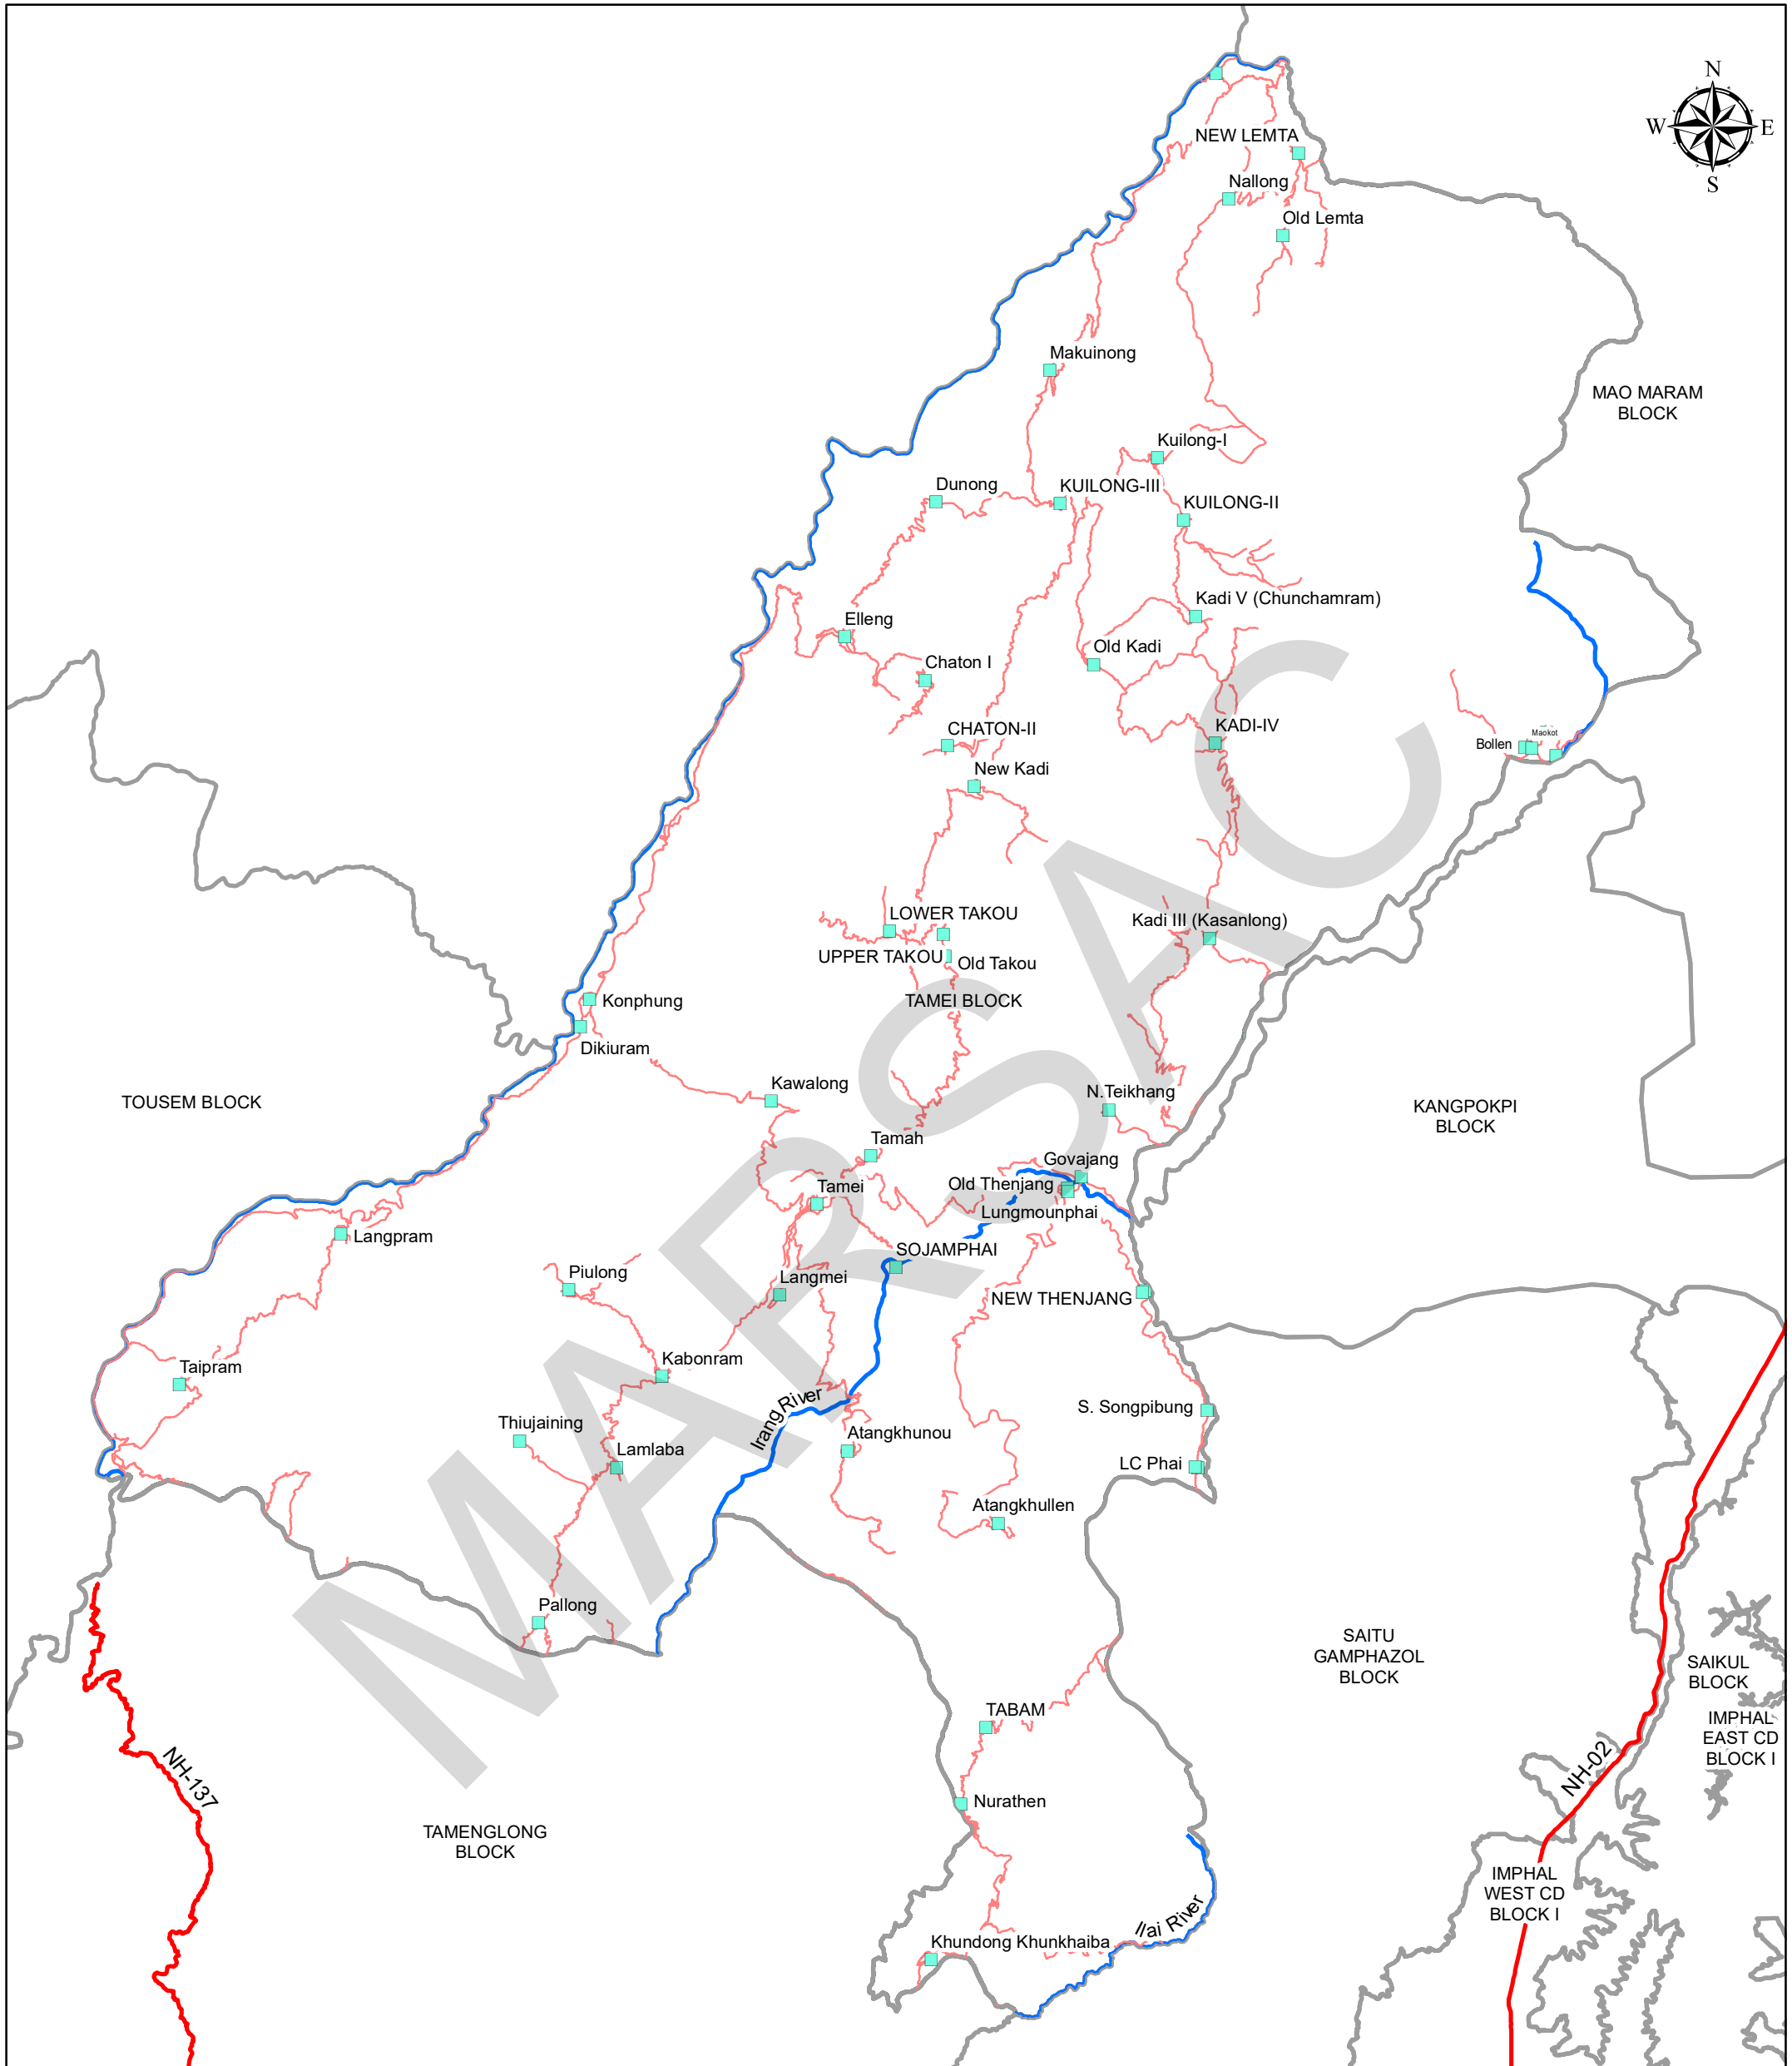 N
W E
S
NEW LEMTA
Nallong
Old Lemta
Makuinong
MAO MARAM
BLOCK
Kuilong-I
Dunong
KUILONG-III
KUILONG-II
Kadi V (Chunchamram)
Elleng
Old Kadi
Chaton I
KADI-IV
CHATON-II
Maokot
Bollen
New Kadi
LOWER TAKOU
Kadi III (Kasanlong)
UPPER TAKOU
Old Takou
TAMEI BLOCK
Konphung
Dikiuram
Kawalong
N.Teikhang
TOUSEM BLOCK
KANGPOKPI
BLOCK
Tamah
Govajang
Tamei
Old Thenjang
Lungmounphai
Langpram
SOJAMPHAI
Piulong
Langmei
NEW THENJANG
Kabonram
Taipram
Irang River
S. Songpibung
Thiujaining
Atangkhunou
Lamlaba
LC Phai
Atangkhullen
Pallong
MARSAC
SAITU
GAMPHAZOL
BLOCK
SAIKUL
BLOCK
TABAM
IMPHAL
EAST CD
BLOCK I
NH-137
NH-02
Nurathen
TAMENGLONG
BLOCK
IMPHAL
WEST CD
BLOCK I
Ilai River
Khundong Khunkhaiba